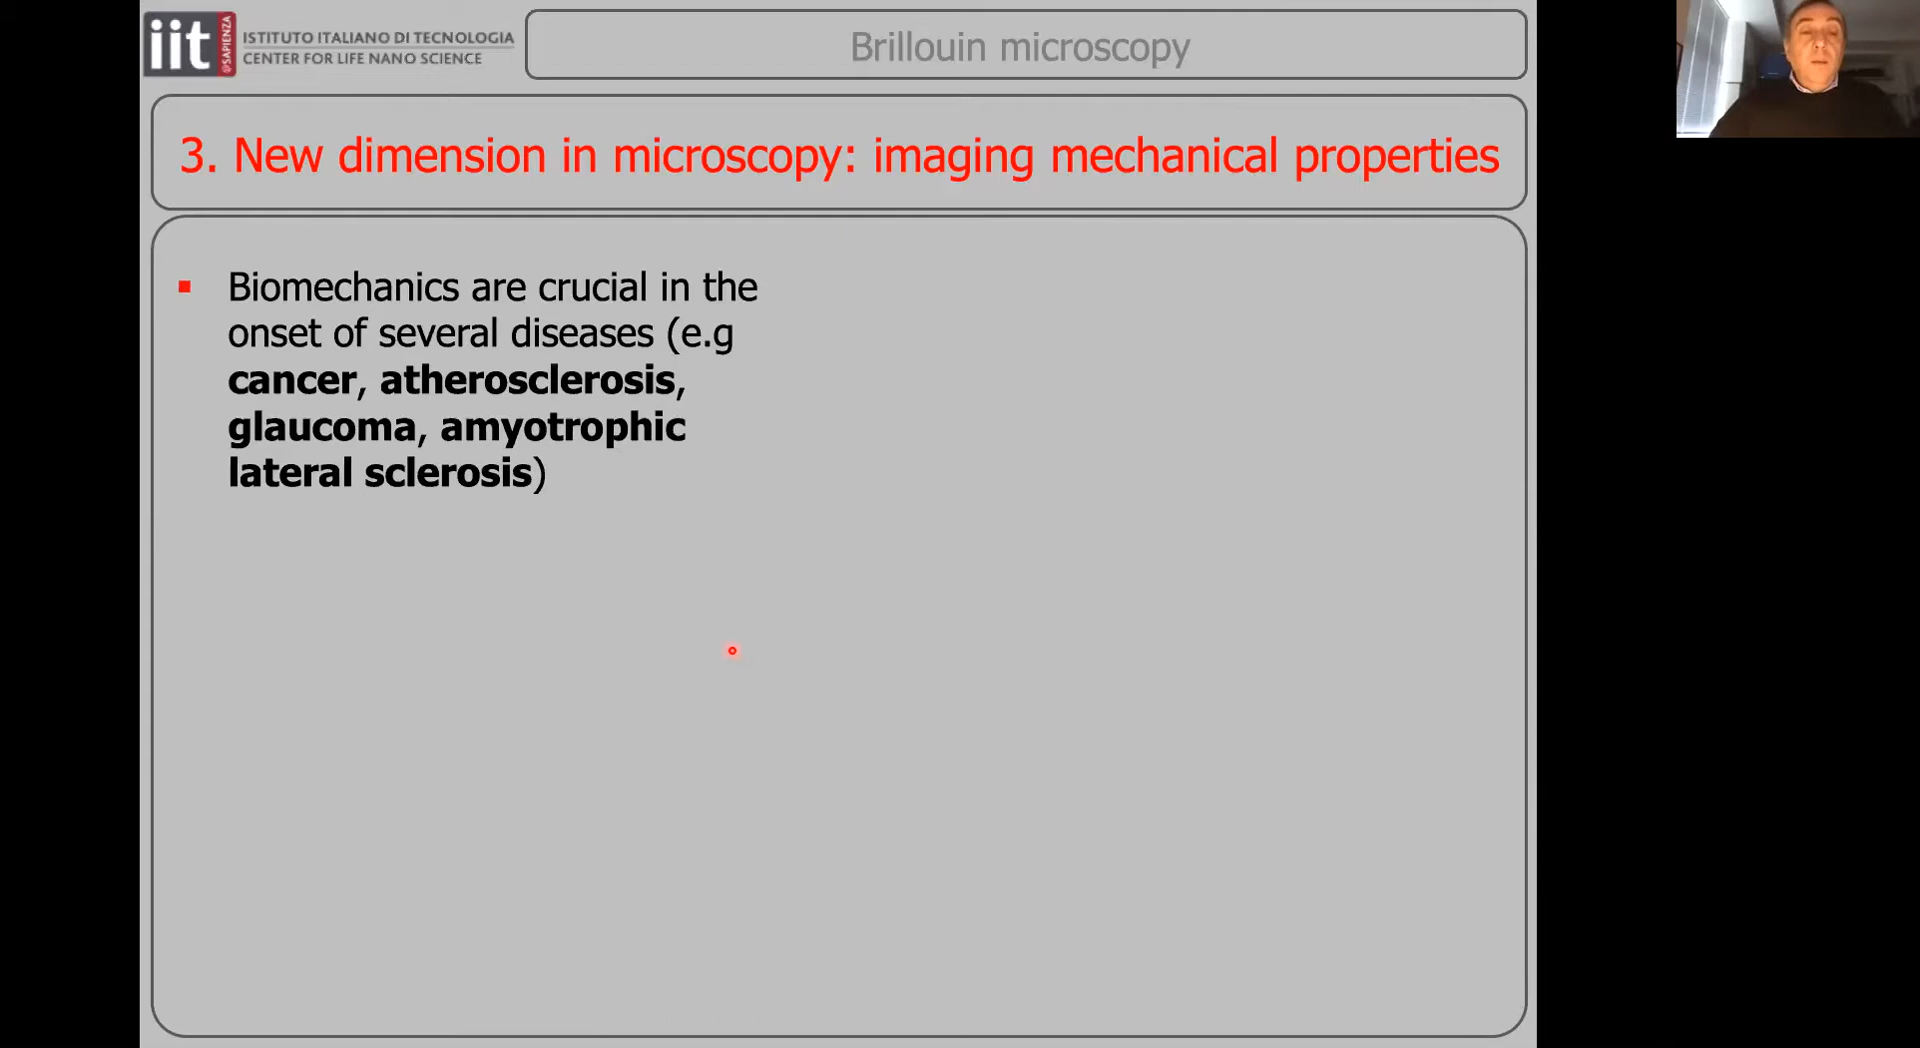 iit
@SAPIENZA
ISTITUTO ITALIANO DI TECNOLOGIA
CENTER FOR LIFE NANO SCIENCE
Brillouin microscopy
3. New dimension in microscopy: imaging mechanical properties
Biomechanics are crucial in the
onset of several diseases (e.g
cancer, atherosclerosis,
glaucoma, amyotrophic
lateral sclerosis)